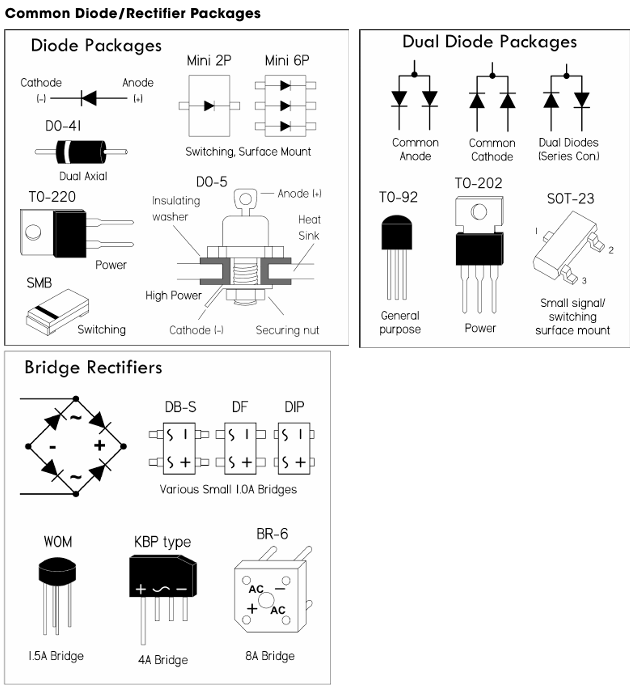 Common Diode/Rectifier Packages
Diode Packages
Cathode
(-)
Anode
(+)
Mini 2P
Mini 6P
Switching, Surface Mount
DO-41
Dual Axial
TO-220
Power
DO-5
Insulating
washer
Anode (+)
Heat
Sink
High Power
Cathode (-)
Securing nut
SMB
Switching
Dual Diode Packages
Common
Anode
Common
Cathode
Dual Diodes
(Series Con.)
TO-92
General
purpose
TO-202
Power
SOT-23
1
2
3
Small signal/
switching
surface mount
Bridge Rectifiers
~
- +
~
DB-S
DF
DIP
S I
S +
S I
S +
S I
S +
Various Small 1.0A Bridges
WOM
1.5A Bridge
KBP type
+ ~ -
4A Bridge
BR-6
AC -
+ AC
8A Bridge